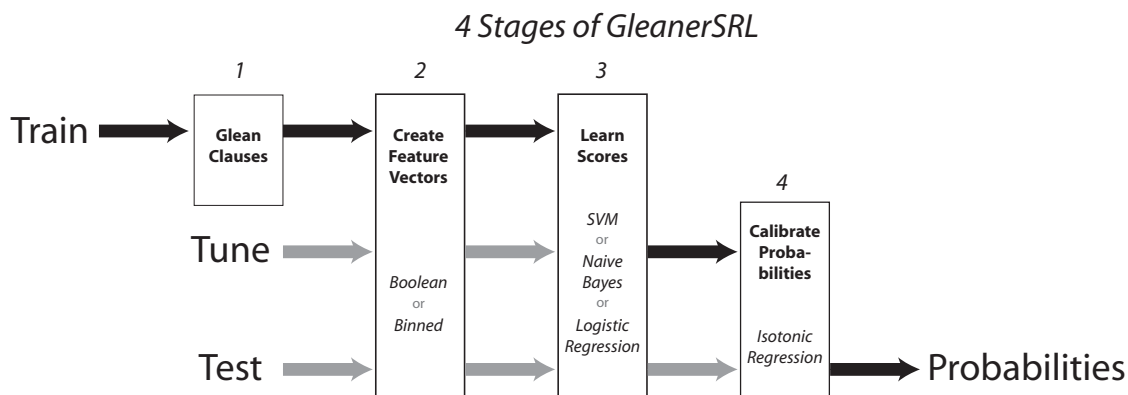 4 Stages of GleanerSRL
1
2
3
Train
Glean
Clauses
Create
Feature
Vectors
Learn
Scores
4
Tune
SVM
or
Naive
Bayes
or
Logistic
Regression
Boolean
or
Binned
Calibrate
Proba-
bilities
Isotonic
Regression
Test
Probabilities